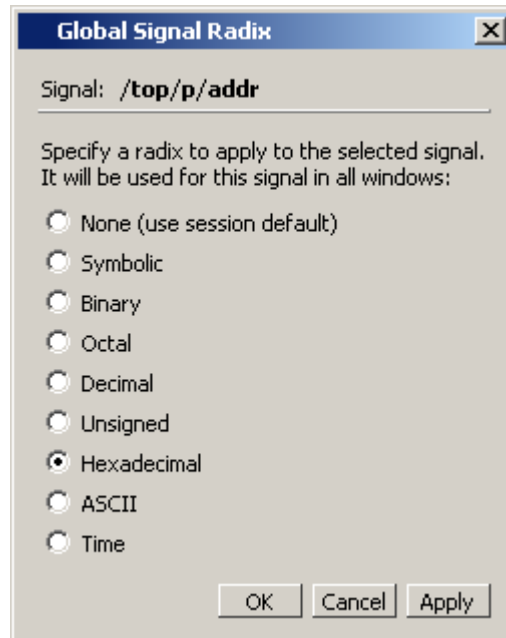 Global Signal Radix
Signal: /top/p/addr
Specify a radix to apply to the selected signal.
It will be used for this signal in all windows:
None (use session default)
Symbolic
Binary
Octal
Decimal
Unsigned
Hexadecimal
ASCII
Time
OK Cancel Apply